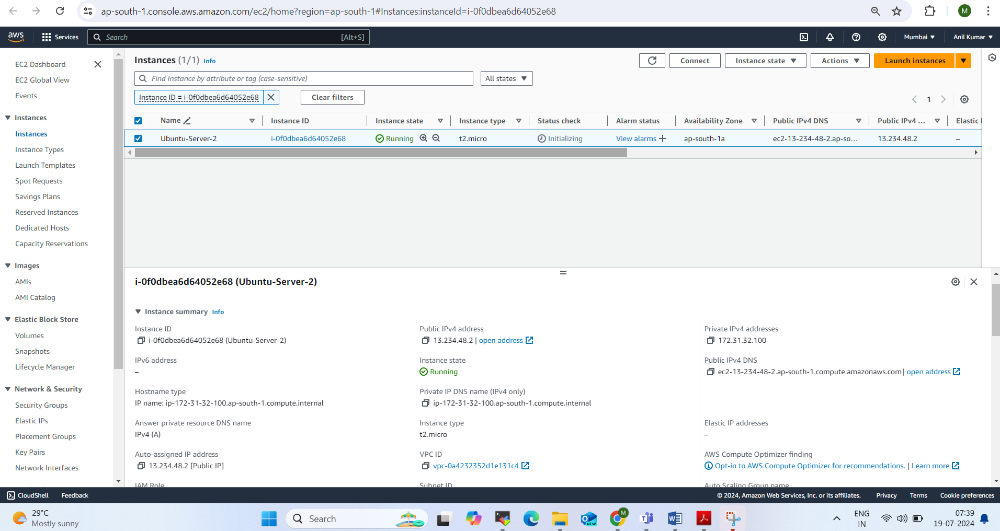 ap-south-1.console.aws.amazon.com/ec2/home?region=ap-south-1#Instances:instanceId=i-0f0dbea6d64052e68
M
aws
Services
Search
[Alt+S]
Mumbai
Anil Kumar
EC2 Dashboard
EC2 Global View
Events
Instances
Instances
Instance Types
Launch Templates
Spot Requests
Savings Plans
Reserved Instances
Dedicated Hosts
Capacity Reservations
Images
AMIs
AMI Catalog
Elastic Block Store
Volumes
Snapshots
Lifecycle Manager
Network & Security
Security Groups
Elastic IPs
Placement Groups
Key Pairs
Network Interfaces
Instances (1/1) Info
Connect
Instance state
Actions
Launch instances
Find Instance by attribute or tag (case-sensitive)
All states
Instance ID = i-0f0dbea6d64052e68
Clear filters
1
Name Instance ID Instance state Instance type Status check Alarm status Availability Zone Public IPv4 DNS Public IPv4 ... Elastic
Ubuntu-Server-2 i-0f0dbea6d64052e68 Running t2.micro Initializing View alarms + ap-south-1a ec2-13-234-48-2.ap-so... 13.234.48.2 –
i-0f0dbea6d64052e68 (Ubuntu-Server-2)
Instance summary Info
Instance ID
i-0f0dbea6d64052e68 (Ubuntu-Server-2)
Public IPv4 address
13.234.48.2 | open address
Private IPv4 addresses
172.31.32.100
IPv6 address
–
Instance state
Running
Public IPv4 DNS
ec2-13-234-48-2.ap-south-1.compute.amazonaws.com | open address
Hostname type
IP name: ip-172-31-32-100.ap-south-1.compute.internal
Private IP DNS name (IPv4 only)
ip-172-31-32-100.ap-south-1.compute.internal
Answer private resource DNS name
IPv4 (A)
Instance type
t2.micro
Elastic IP addresses
–
Auto-assigned IP address
13.234.48.2 [Public IP]
VPC ID
vpc-0a4232352d1e131c4
AWS Compute Optimizer finding
Opt-in to AWS Compute Optimizer for recommendations. | Learn more
IAM Role
Subnet ID
Auto Scaling Group name
CloudShell
Feedback
© 2024, Amazon Web Services, Inc. or its affiliates.
Privacy
Terms
Cookie preferences
29°C
Mostly sunny
Search
NEW
M
ENG
IN
07:39
19-07-2024